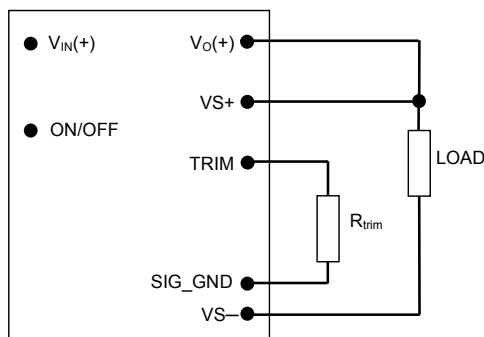 V_IN(+) V_O(+)
VS+
ON/OFF
LOAD
TRIM
R_trim
SIG_GND
VS─